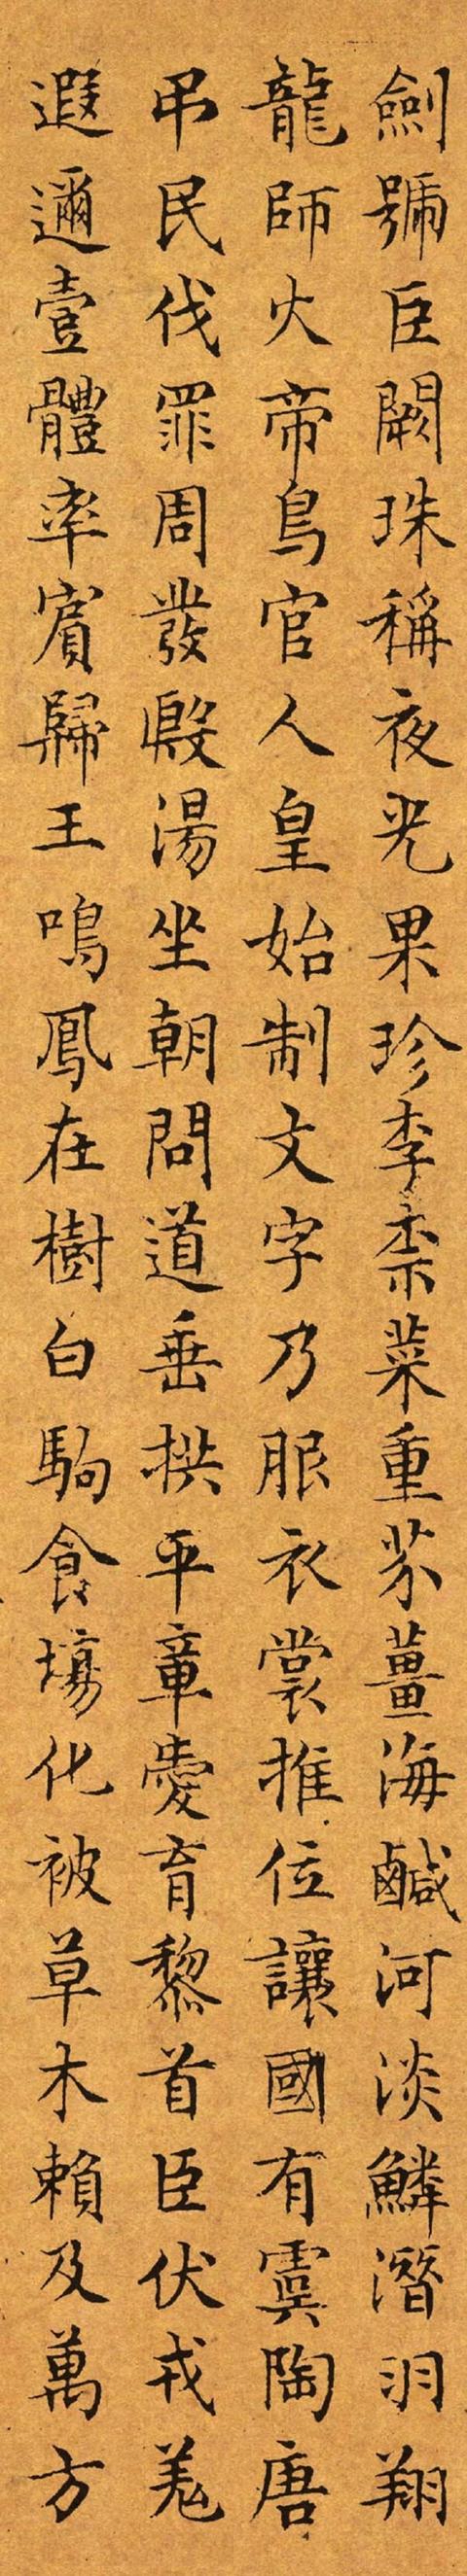 劍號巨闕珠稱夜光果珍李柰菜重芥薑海鹹河淡鱗潛羽翔
龍師火帝鳥官人皇始制文字乃服衣裳推位讓國有虞陶唐
弔民伐罪周發殷湯坐朝問道垂拱平章愛育黎首臣伏戎羌
遐邇壹體率賓歸王鳴鳳在樹白駒食場化被草木賴及萬方